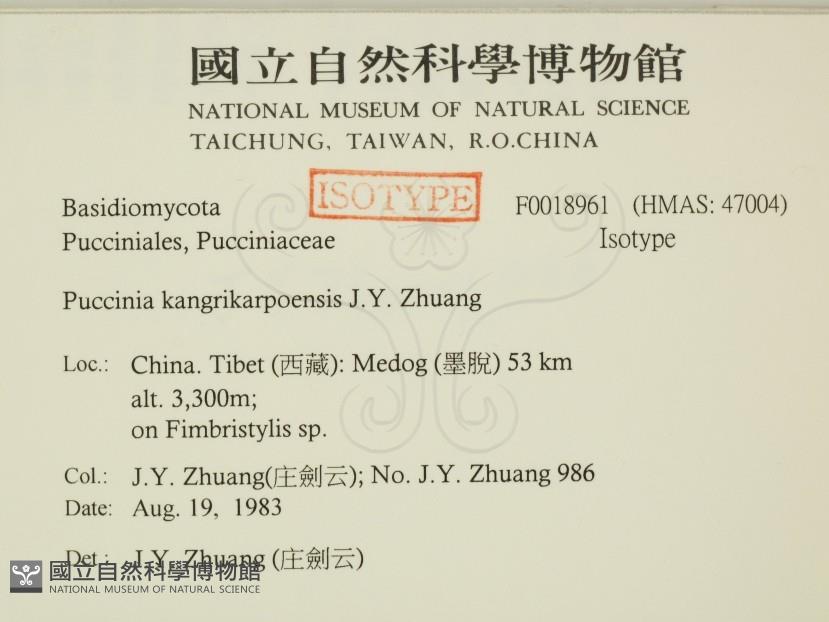 國立自然科學博物館
NATIONAL MUSEUM OF NATURAL SCIENCE
TAICHUNG, TAIWAN, R.O.CHINA
ISOTYPE
Basidiomycota F0018961 (HMAS: 47004)
Pucciniales, Pucciniaceae Isotype
Puccinia kangrikarpoensis J.Y. Zhuang
Loc.: China. Tibet (西藏): Medog (墨脫) 53 km
alt. 3,300m;
on Fimbristylis sp.
Col.: J.Y. Zhuang(庄劍云); No. J.Y. Zhuang 986
Date: Aug. 19, 1983
Det.: J.Y. Zhuang (庄劍云)
國立自然科學博物館
NATIONAL MUSEUM OF NATURAL SCIENCE